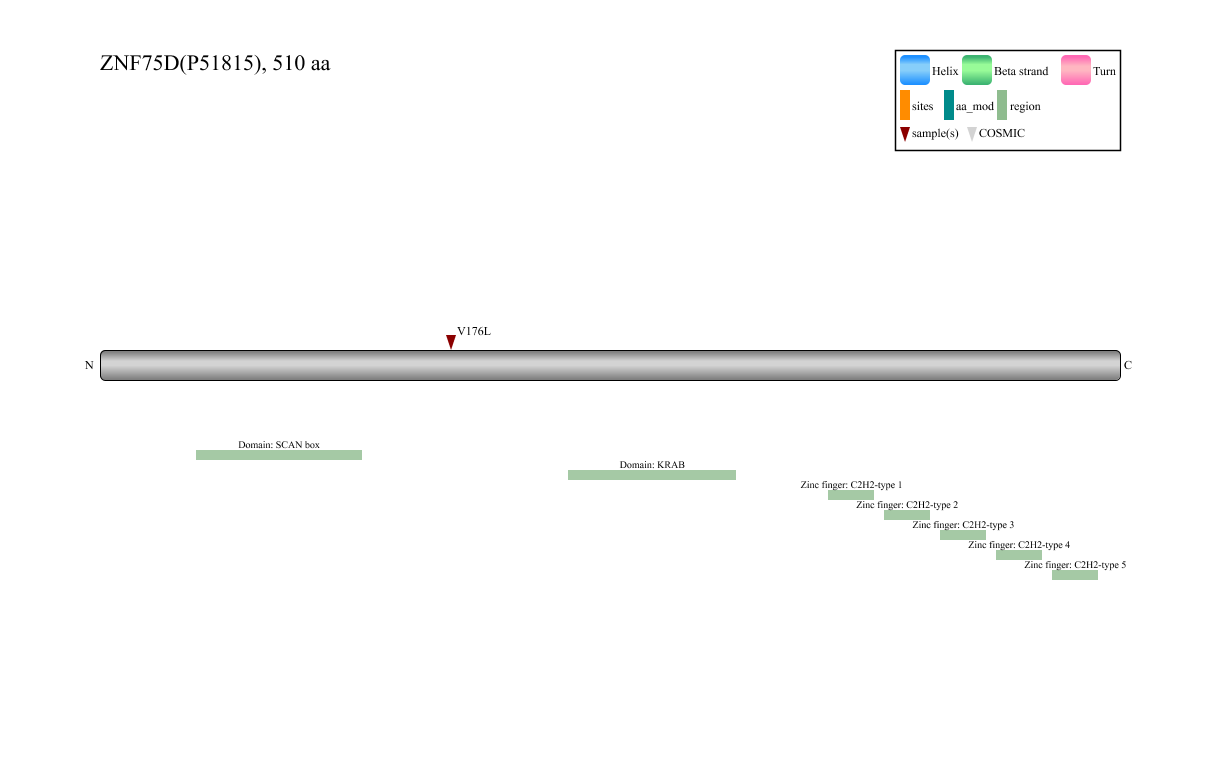 ZNF75D(P51815), 510 aa
Helix Beta strand Turn
sites aa_mod region
sample(s) COSMIC
V176L
N C
Domain: SCAN box
Domain: KRAB
Zinc finger: C2H2-type 1
Zinc finger: C2H2-type 2
Zinc finger: C2H2-type 3
Zinc finger: C2H2-type 4
Zinc finger: C2H2-type 5